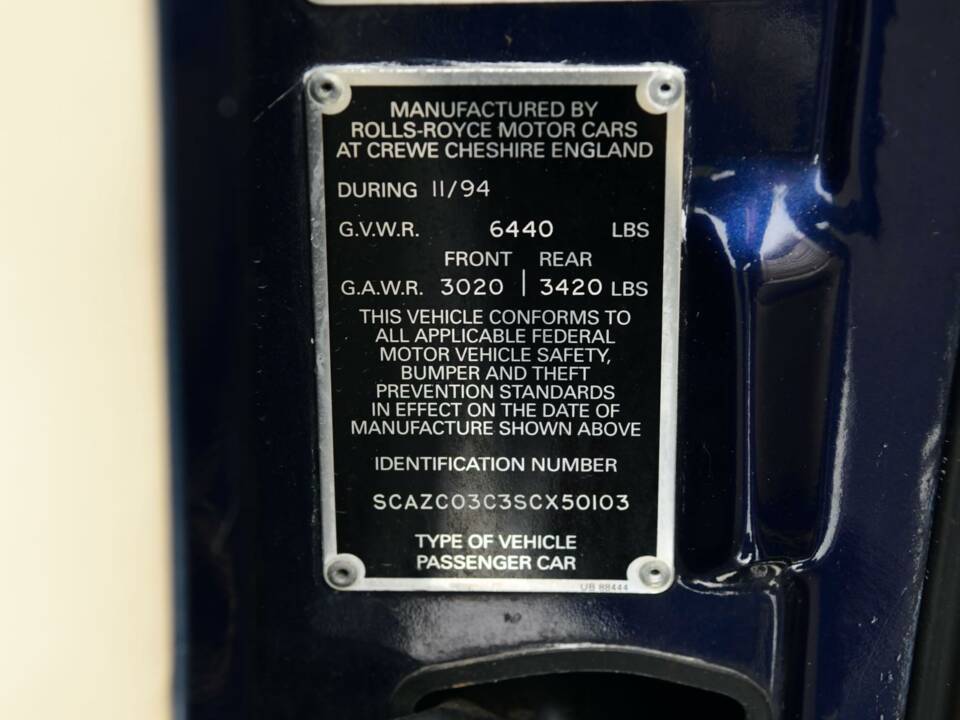 MANUFACTURED BY
ROLLS-ROYCE MOTOR CARS
AT CREWE CHESHIRE ENGLAND
DURING 11/94
G.V.W.R. 6440 LBS
FRONT REAR
G.A.W.R. 3020 | 3420 LBS
THIS VEHICLE CONFORMS TO
ALL APPLICABLE FEDERAL
MOTOR VEHICLE SAFETY,
BUMPER AND THEFT
PREVENTION STANDARDS
IN EFFECT ON THE DATE OF
MANUFACTURE SHOWN ABOVE
IDENTIFICATION NUMBER
SCAZC03C3SCX50103
TYPE OF VEHICLE
PASSENGER CAR
UB 88444